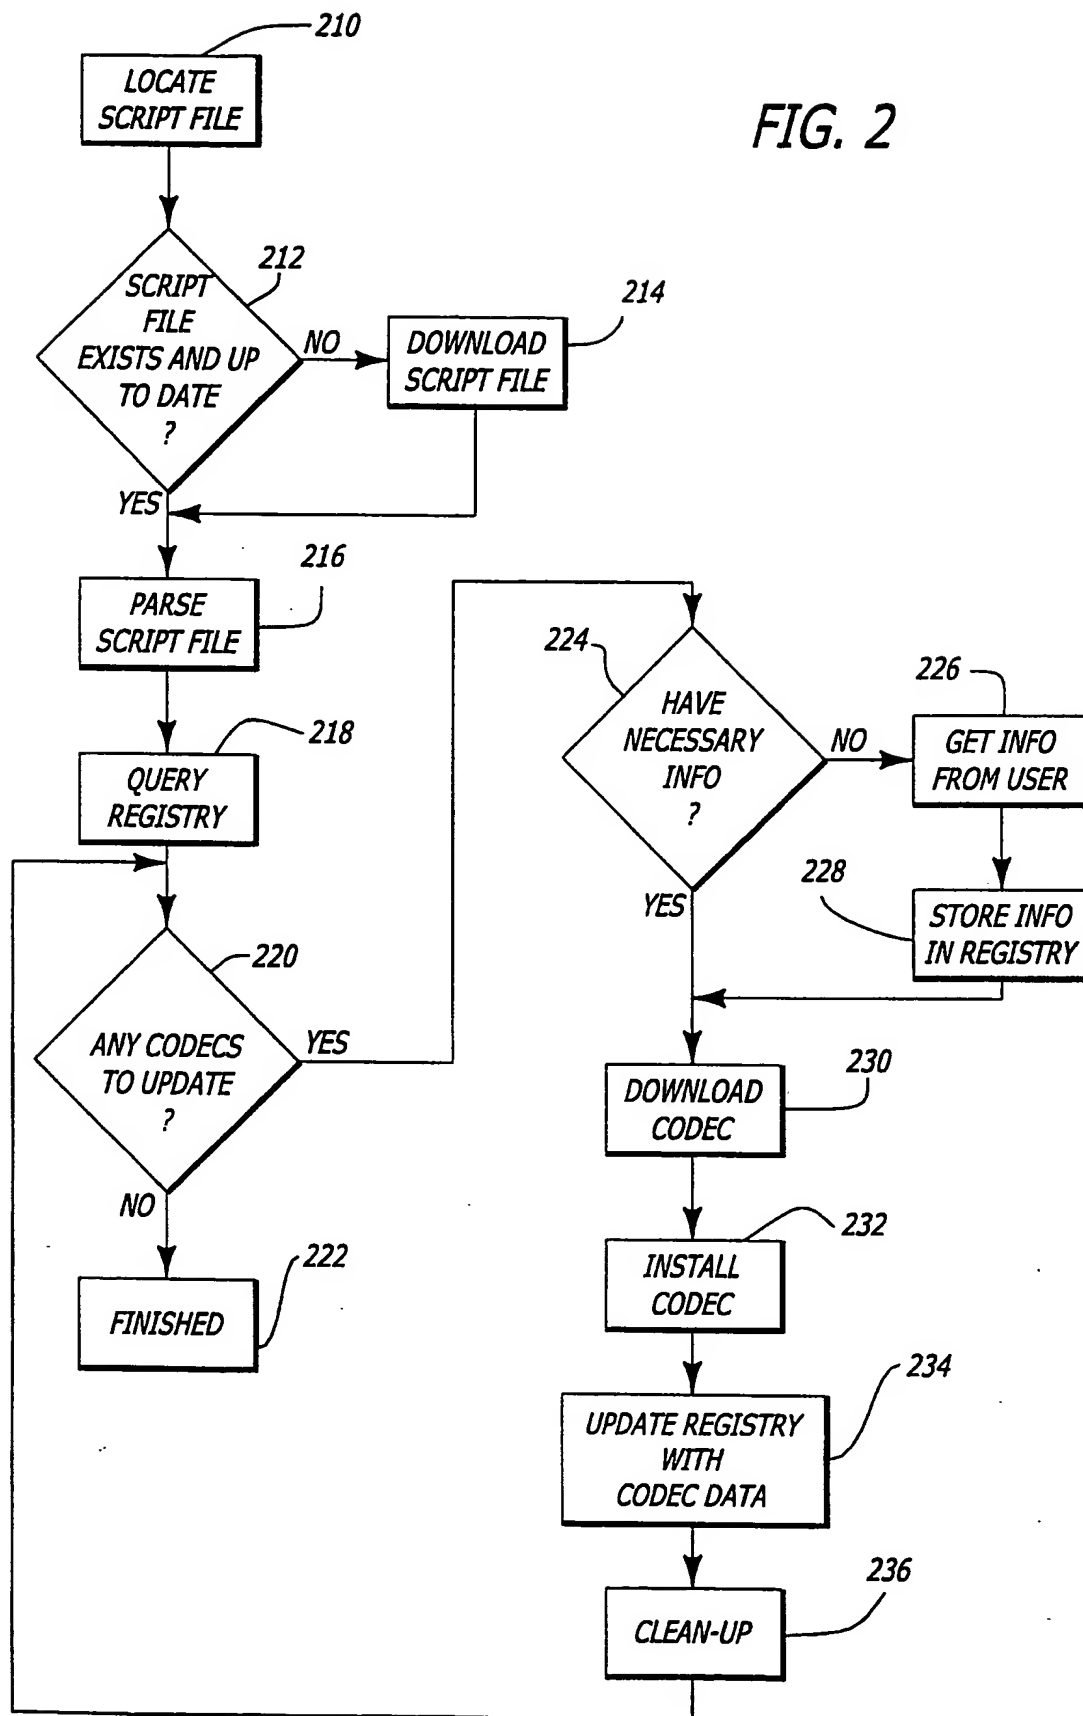 210
LOCATE
SCRIPT FILE
FIG. 2
212
SCRIPT
FILE
EXISTS AND UP
TO DATE
?
NO
214
DOWNLOAD
SCRIPT FILE
YES
216
PARSE
SCRIPT FILE
218
QUERY
REGISTRY
220
ANY CODECS
TO UPDATE
?
YES
NO
222
FINISHED
224
HAVE
NECESSARY
INFO
?
NO
226
GET INFO
FROM USER
228
STORE INFO
IN REGISTRY
YES
230
DOWNLOAD
CODEC
232
INSTALL
CODEC
234
UPDATE REGISTRY
WITH
CODEC DATA
236
CLEAN-UP